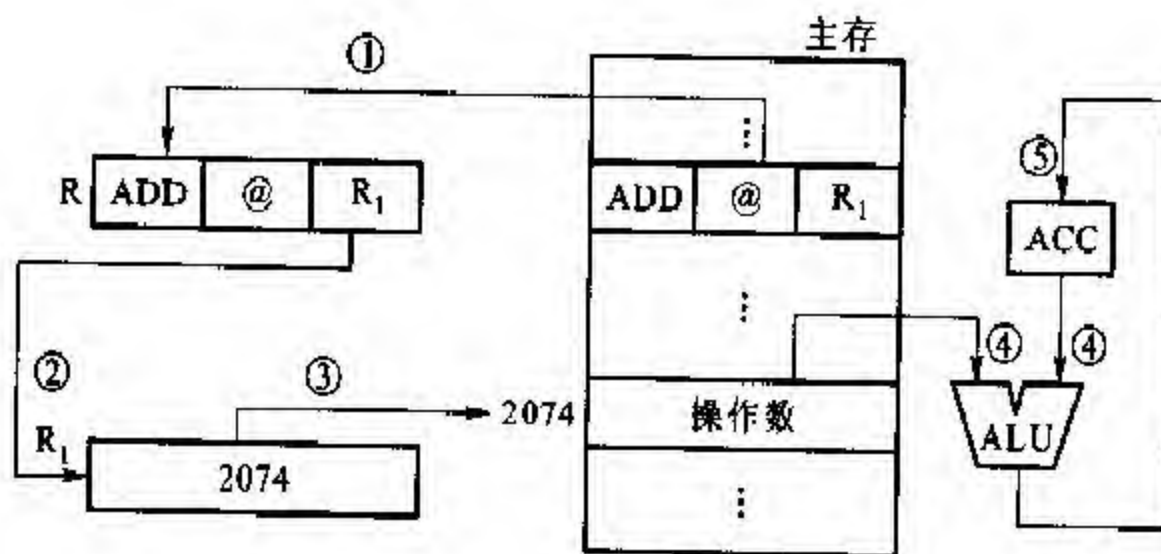 主存
①
⋮
⑤
R ADD @ R₁
ADD @ R₁
ACC
⋮
② ③
④ ④
2074 操作数
ALU
R₁ 2074
⋮